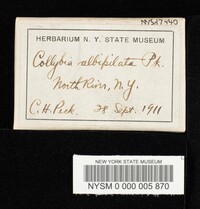 NYSd7440
HERBARIUM N. Y. STATE MUSEUM
Collybia albipilata Pk.
North River, N.Y.
C. H. Peck. 28 Sept. 1911
NEW YORK STATE MUSEUM
NYSM 0 000 005 870